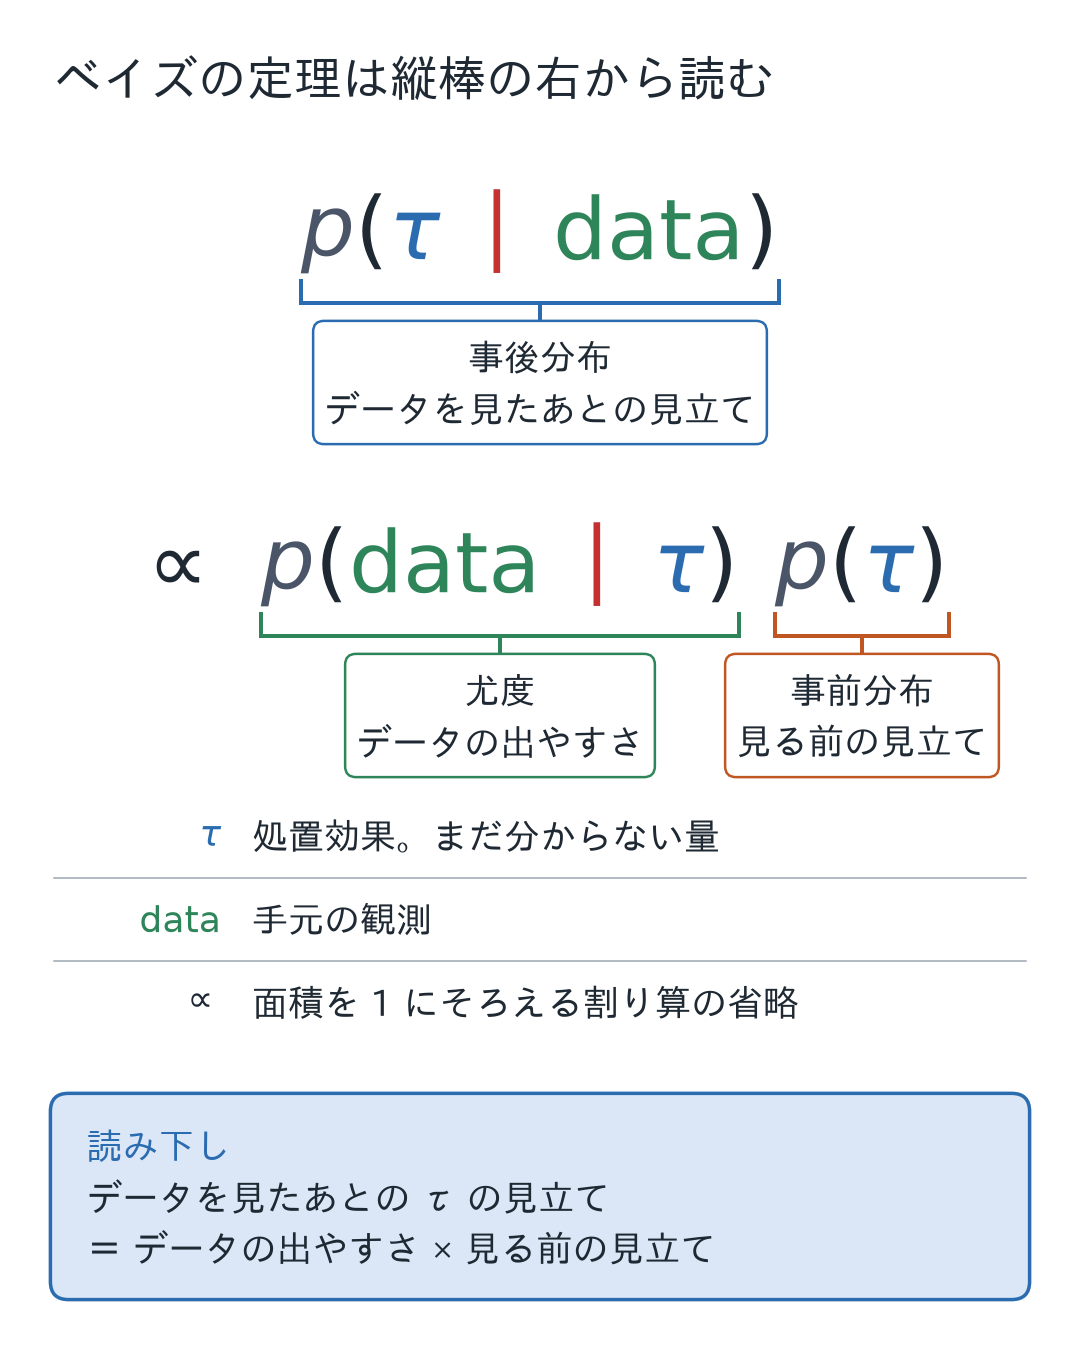 ベイズの定理は縦棒の右から読む
p(τ | data)
事後分布
データを見たあとの見立て
∝ p(data | τ) p(τ)
尤度
データの出やすさ
事前分布
見る前の見立て
τ 処置効果。まだ分からない量
data 手元の観測
∝ 面積を 1 にそろえる割り算の省略
読み下し
データを見たあとの τ の見立て
= データの出やすさ × 見る前の見立て